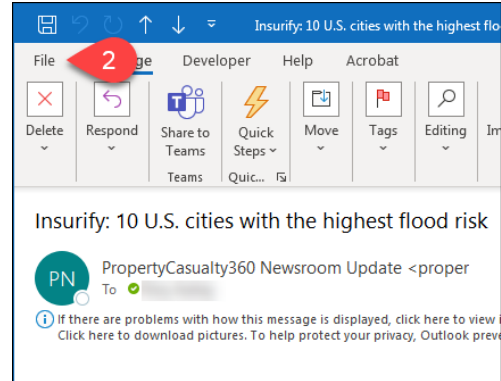 Insurify: 10 U.S. cities with the highest flo
File 2 ge Developer Help Acrobat
Delete Respond Share to Teams Quick Steps Move Tags Editing Im
Teams Quic...
Insurify: 10 U.S. cities with the highest flood risk
PN PropertyCasualty360 Newsroom Update <proper
To
If there are problems with how this message is displayed, click here to view i
Click here to download pictures. To help protect your privacy, Outlook preve